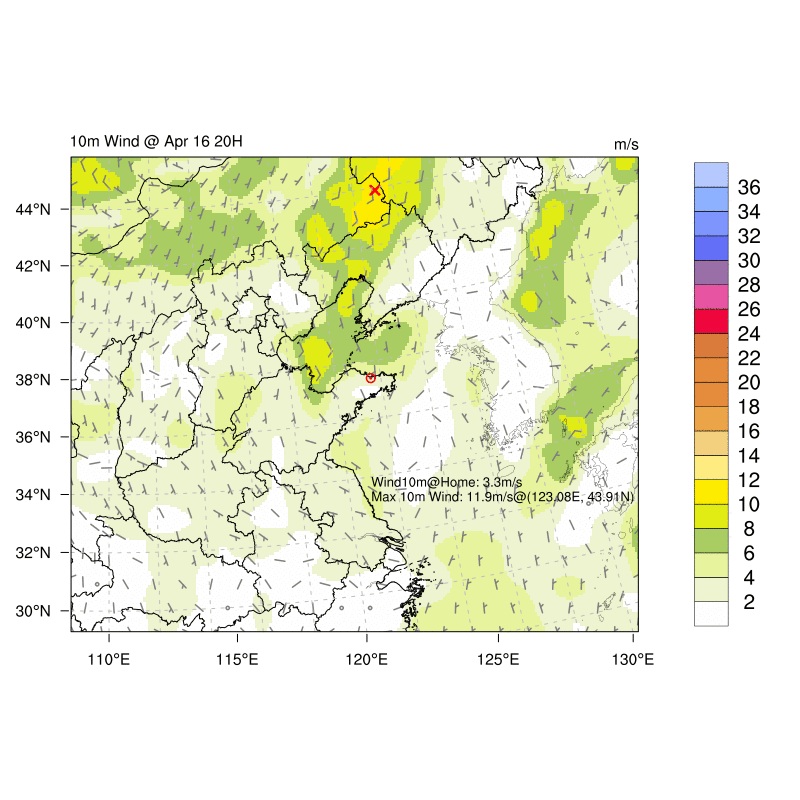 10m Wind @ Apr 16 20H
m/s
36
34
32
30
28
26
24
22
20
18
16
14
12
10
8
6
4
2
44°N
42°N
40°N
38°N
36°N
34°N
32°N
30°N
Wind10m@Home: 3.3m/s
Max 10m Wind: 11.9m/s@(123.08E, 43.91N)
110°E 115°E 120°E 125°E 130°E